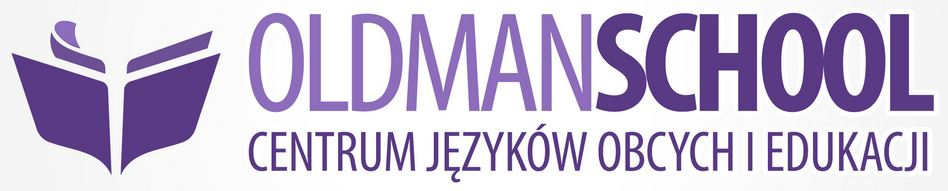 OLDMANSCHOOL
CENTRUM JĘZYKÓW OBCYCH I EDUKACJI